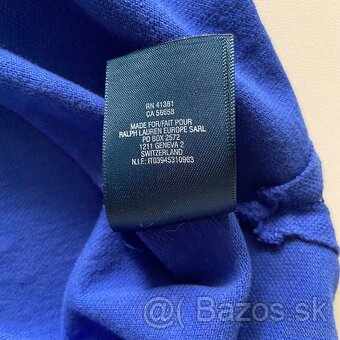 RN 41381
CA 56658
MADE FOR/FAIT POUR
RALPH LAUREN EUROPE SARL
PO BOX 2572
1211 GENEVA 2
SWITZERLAND
N.I.F.: IT03945310963
Bazos.sk